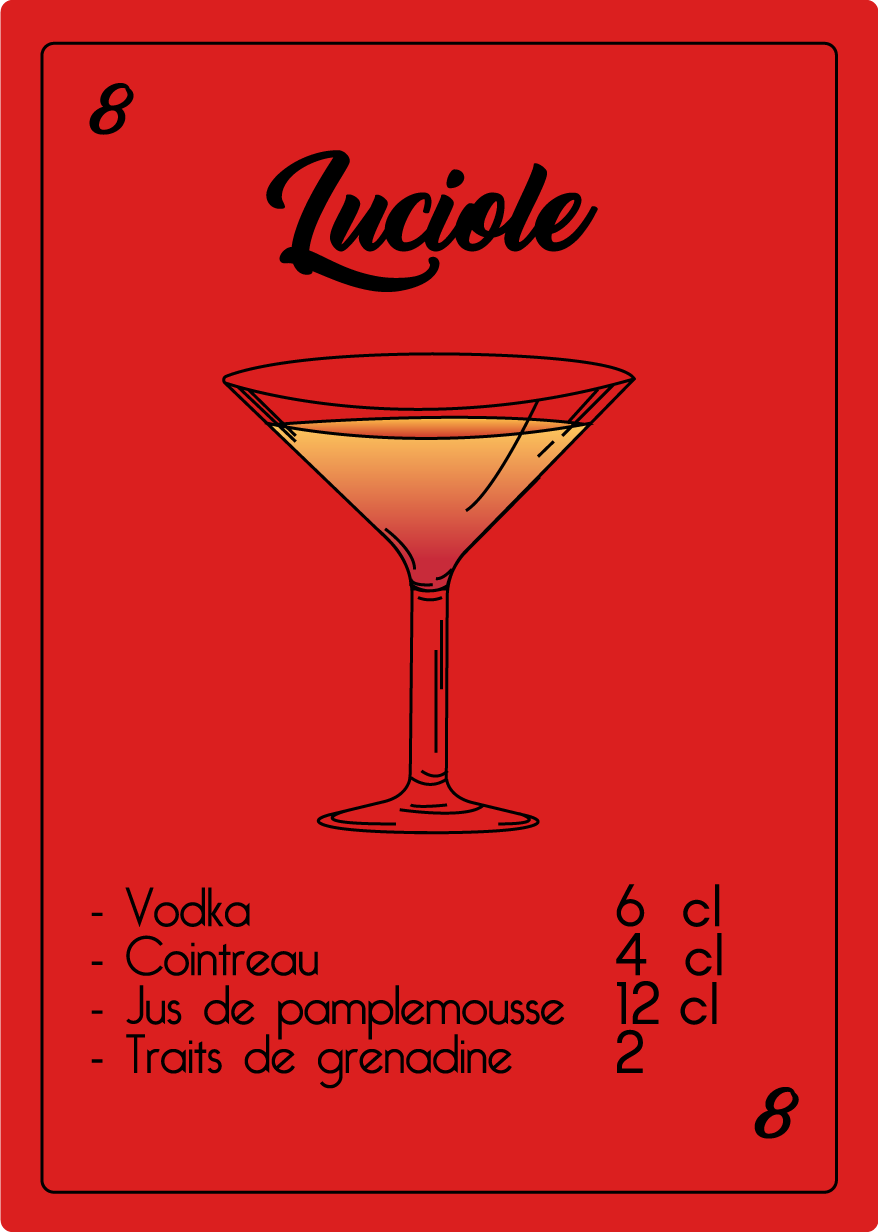 8
Luciole
- Vodka 6 cl
- Cointreau 4 cl
- Jus de pamplemousse 12 cl
- Traits de grenadine 2
8